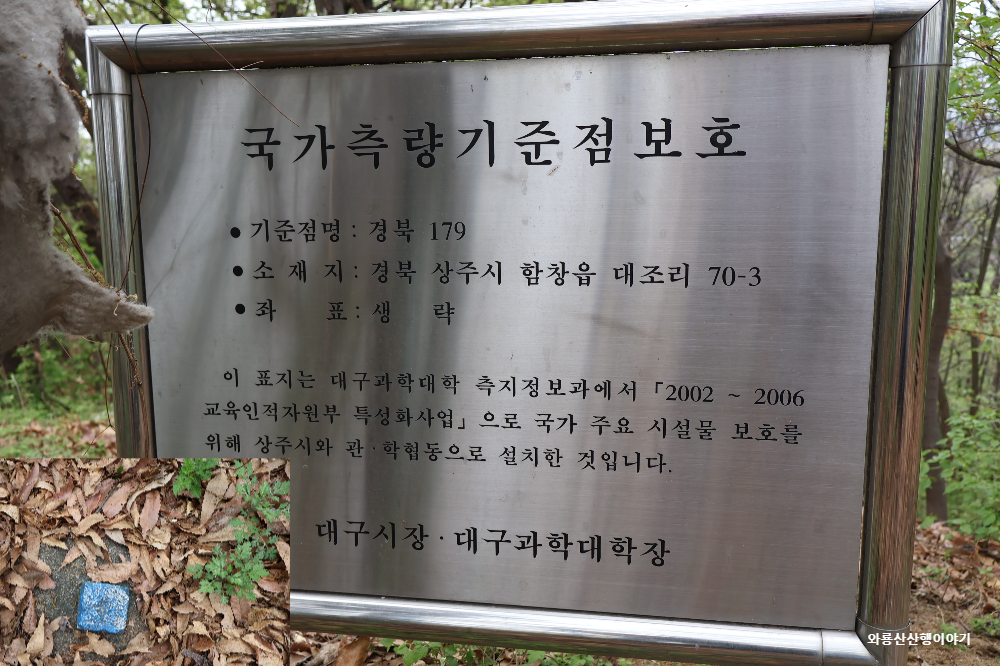 국가측량기준점보호
● 기준점명 : 경북 179
● 소 재 지 : 경북 상주시 함창읍 대조리 70-3
● 좌 표 : 생 략
이 표지는 대구과학대학 측지정보과에서 「2002 ~ 2006
교육인적자원부 특성화사업」으로 국가 주요 시설물 보호를
위해 상주시와 관·학협동으로 설치한 것입니다.
대구시장·대구과학대학장
와룡산산행이야기